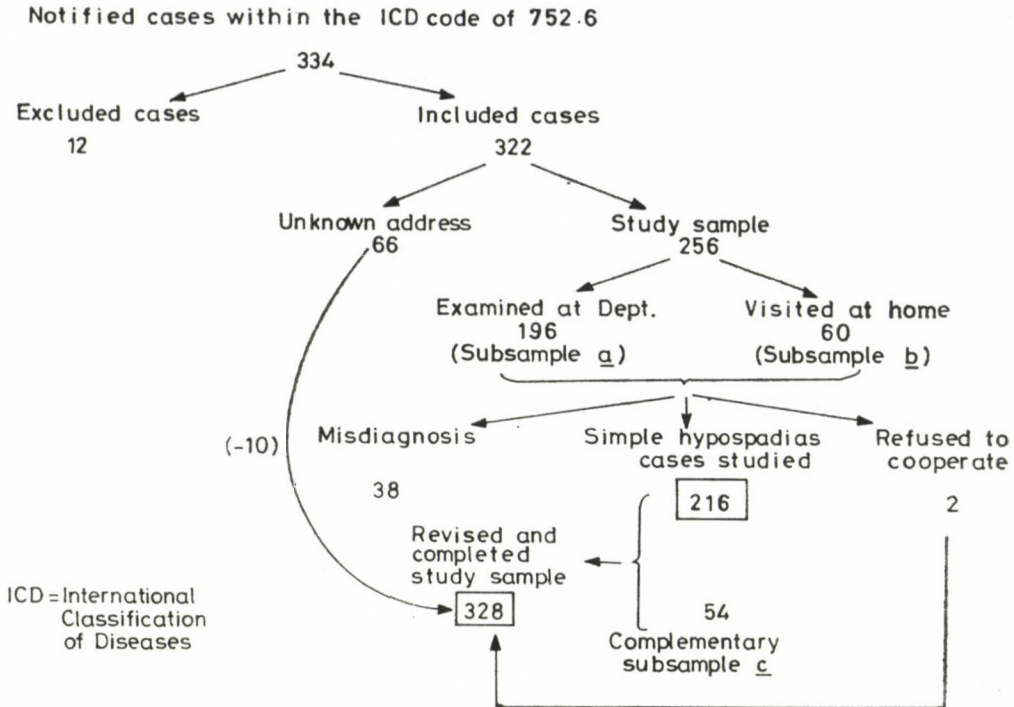 Notified cases within the ICD code of 752.6
334
Excluded cases
12
Included cases
322
Unknown address
66
Study sample
256
Examined at Dept.
196
(Subsample a)
Visited at home
60
(Subsample b)
(-10)
Misdiagnosis
38
Simple hypospadias
cases studied
216
Refused to
cooperate
2
Revised and
completed
study sample
328
54
Complementary
subsample c
ICD = International
Classification
of Diseases